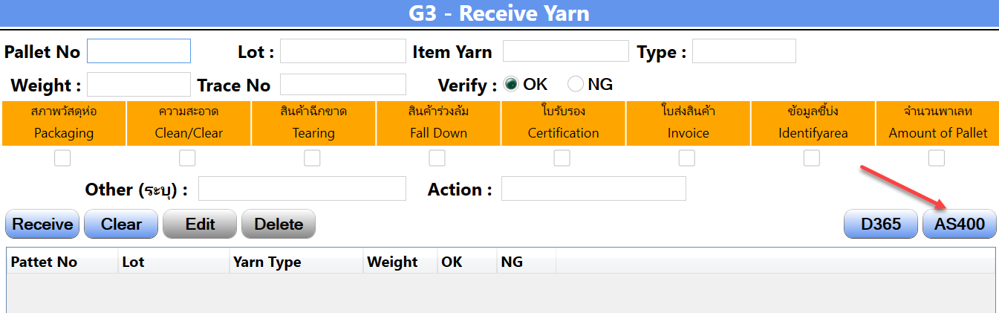 G3 - Receive Yarn
Pallet No Lot : Item Yarn Type :
Weight : Trace No Verify : OK NG
สภาพวัสดุห่อ ความสะอาด สินค้าฉีกขาด สินค้าร่วงล้ม ใบรับรอง ใบส่งสินค้า ข้อมูลชี้บ่ง จำนวนพาเลท
Packaging Clean/Clear Tearing Fall Down Certification Invoice Identifyarea Amount of Pallet
Other (ระบุ) : Action :
Receive Clear Edit Delete D365 AS400
Pattet No Lot Yarn Type Weight OK NG